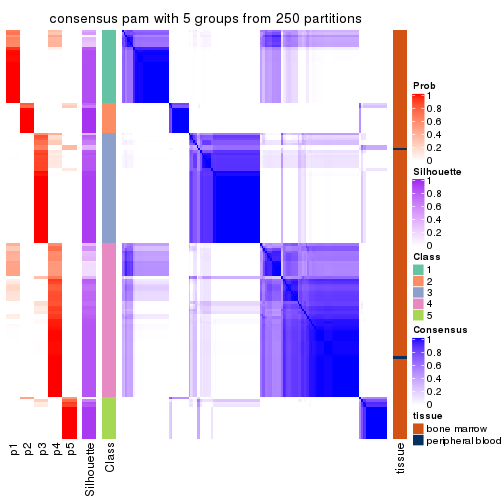 consensus pam with 5 groups from 250 partitions
Prob
1
0.8
0.6
0.4
0.2
0
Silhouette
1
0.8
0.6
0.4
0.2
0
Class
1
2
3
4
5
Consensus
1
0.8
0.6
0.4
0.2
0
tissue
bone marrow
peripheral blood
p1
p2
p3
p4
p5
Silhouette
Class
tissue